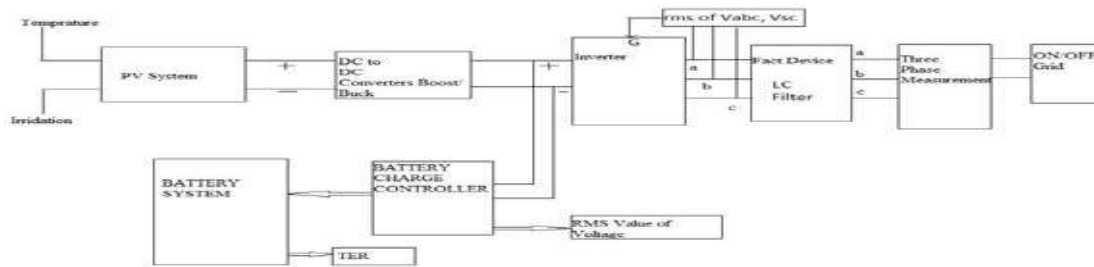 Temprature
rms of Vabc, Vsc
PV System
+
−
DC to
DC
Converters Boost/
Buck
+
−
Inverter
G
a
b
c
Fact Device
LC
Filter
a
b
c
Three
Phase
Measurement
ON/OFF
Grid
Irridation
BATTERY
SYSTEM
BATTERY
CHARGE
CONTROLLER
RMS Value of
Voltage
TER